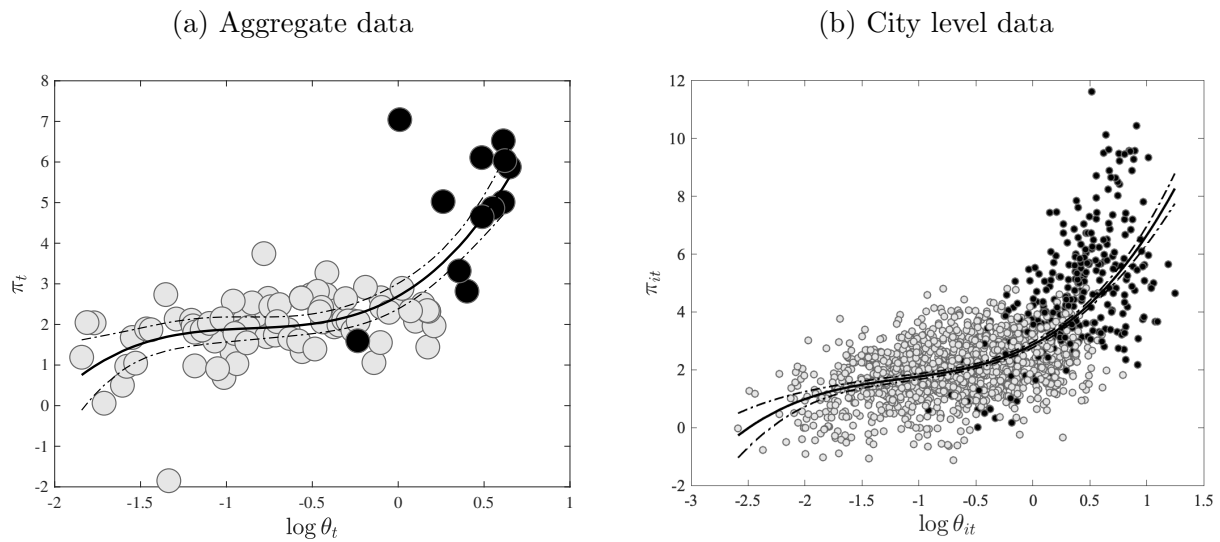 (a) Aggregate data
8
7
6
5
4
3
2
1
0
-1
-2
π_t
-2 -1.5 -1 -0.5 0 0.5 1
log θ_t
(b) City level data
12
10
8
6
4
2
0
-2
π_it
-3 -2.5 -2 -1.5 -1 -0.5 0 0.5 1 1.5
log θ_it